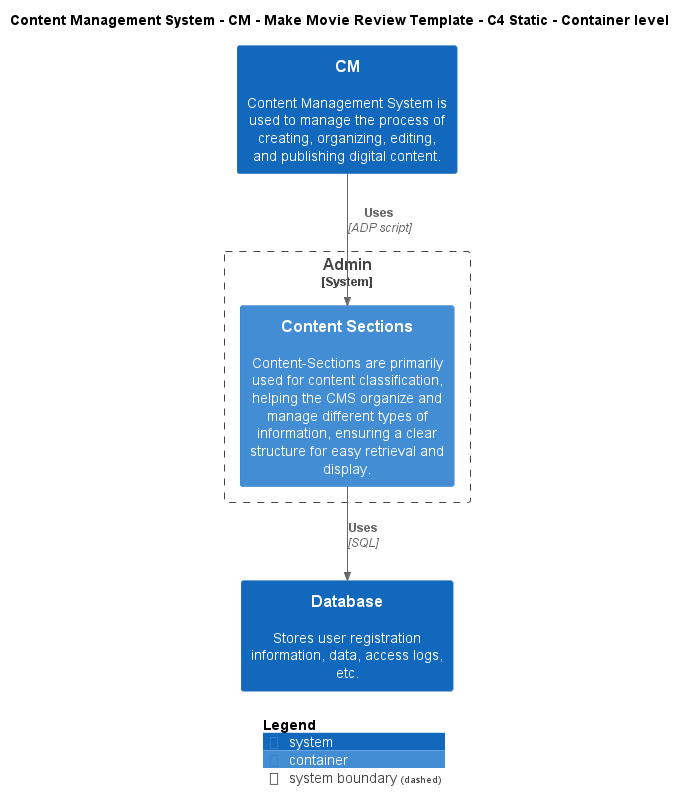 Content Management System - CM - Make Movie Review Template - C4 Static - Container level
CM
Content Management System is
used to manage the process of
creating, organizing, editing,
and publishing digital content.
Uses
[ADP script]
Admin
[System]
Content Sections
Content-Sections are primarily
used for content classification,
helping the CMS organize and
manage different types of
information, ensuring a clear
structure for easy retrieval and
display.
Uses
[SQL]
Database
Stores user registration
information, data, access logs,
etc.
Legend
system
container
system boundary (dashed)